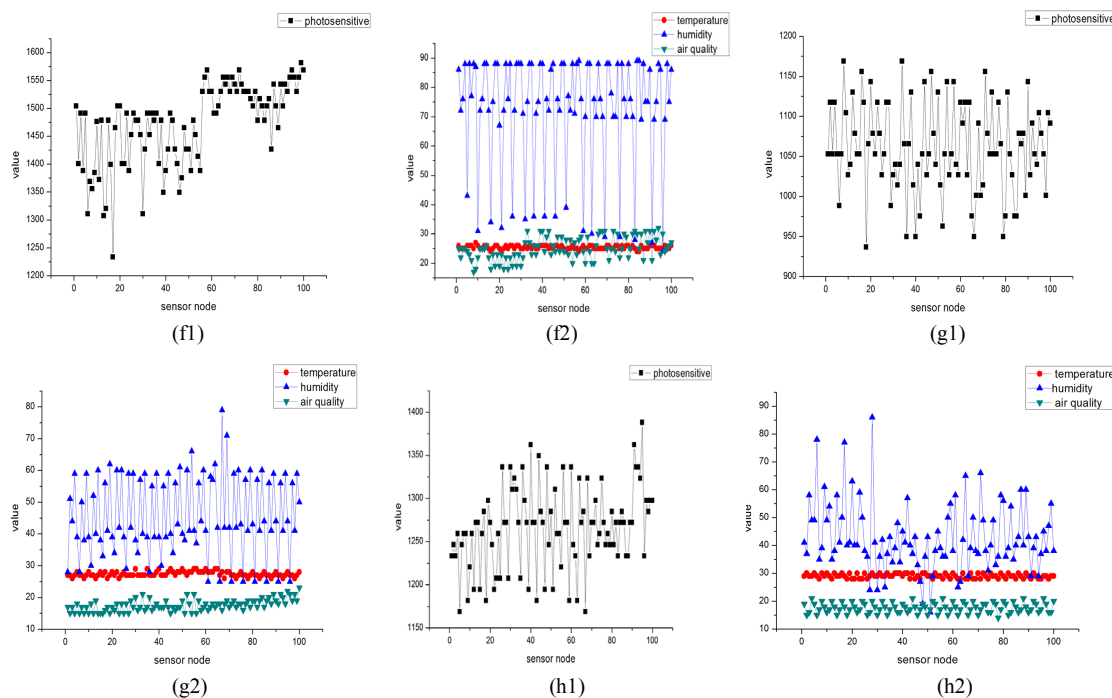 photosensitive
1600
1550
1500
1450
1400
1350
1300
1250
1200
value
0 20 40 60 80 100
sensor node
(f1)
temperature
humidity
air quality
90
80
70
60
50
40
30
20
value
0 20 40 60 80 100
sensor node
(f2)
photosensitive
1200
1150
1100
1050
1000
950
900
value
0 20 40 60 80 100
sensor node
(g1)
temperature
humidity
air quality
80
70
60
50
40
30
20
10
value
0 20 40 60 80 100
sensor node
(g2)
photosensitive
1400
1350
1300
1250
1200
1150
value
0 20 40 60 80 100
sensor node
(h1)
temperature
humidity
air quality
90
80
70
60
50
40
30
20
10
value
0 20 40 60 80 100
sensor node
(h2)